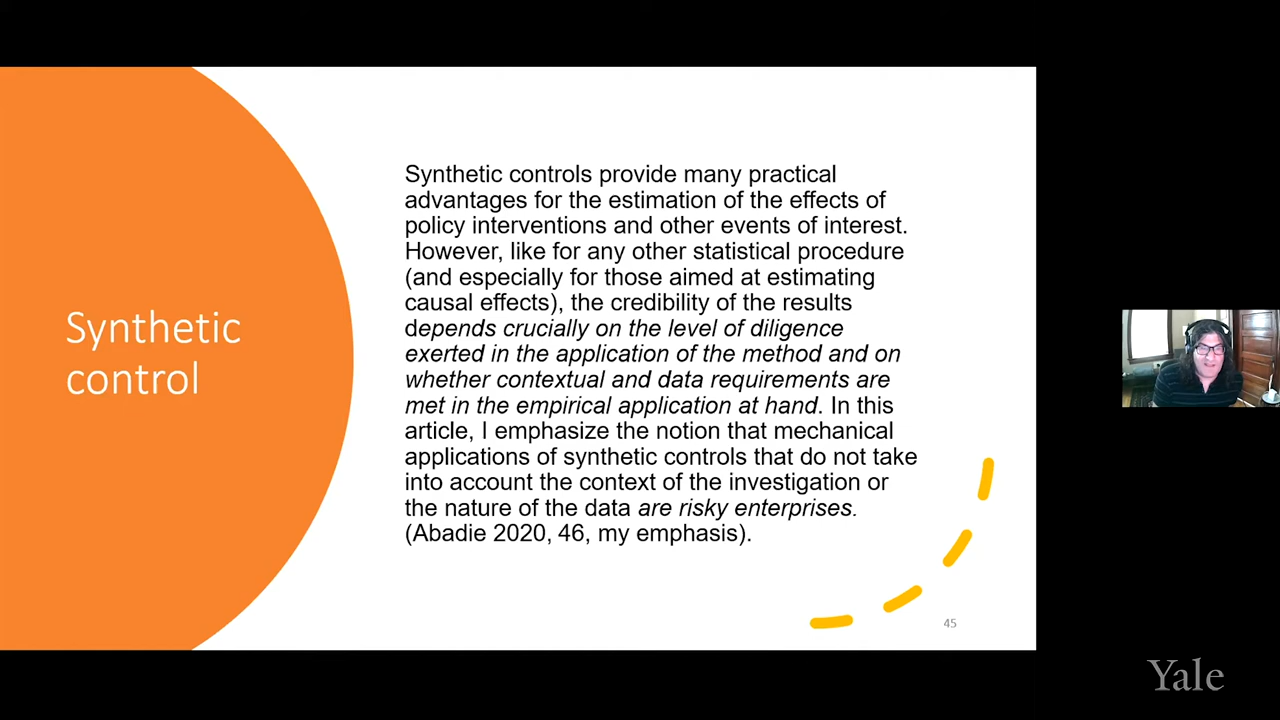 Synthetic
control
Synthetic controls provide many practical
advantages for the estimation of the effects of
policy interventions and other events of interest.
However, like for any other statistical procedure
(and especially for those aimed at estimating
causal effects), the credibility of the results
depends crucially on the level of diligence
exerted in the application of the method and on
whether contextual and data requirements are
met in the empirical application at hand. In this
article, I emphasize the notion that mechanical
applications of synthetic controls that do not take
into account the context of the investigation or
the nature of the data are risky enterprises.
(Abadie 2020, 46, my emphasis).
45
Yale